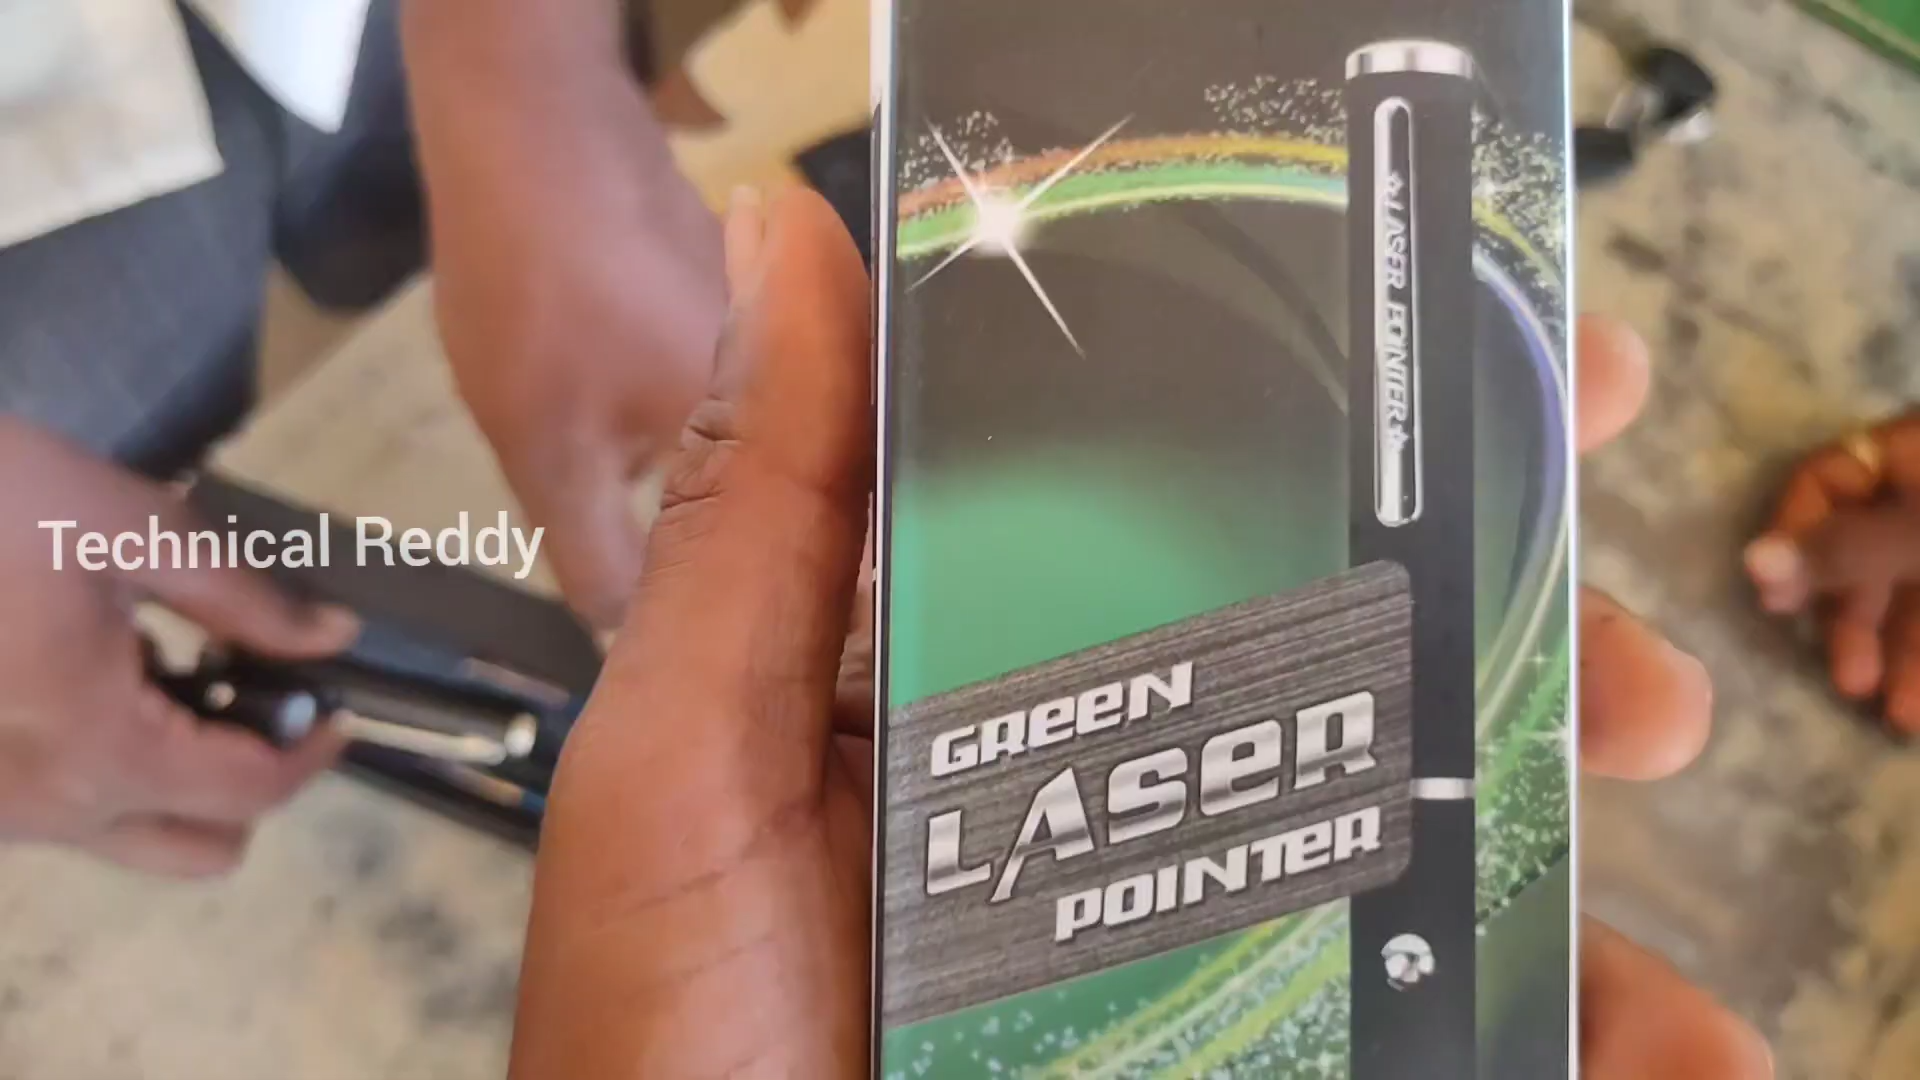 Technical Reddy
LASER POINTER
GREEN
LASER
POINTER